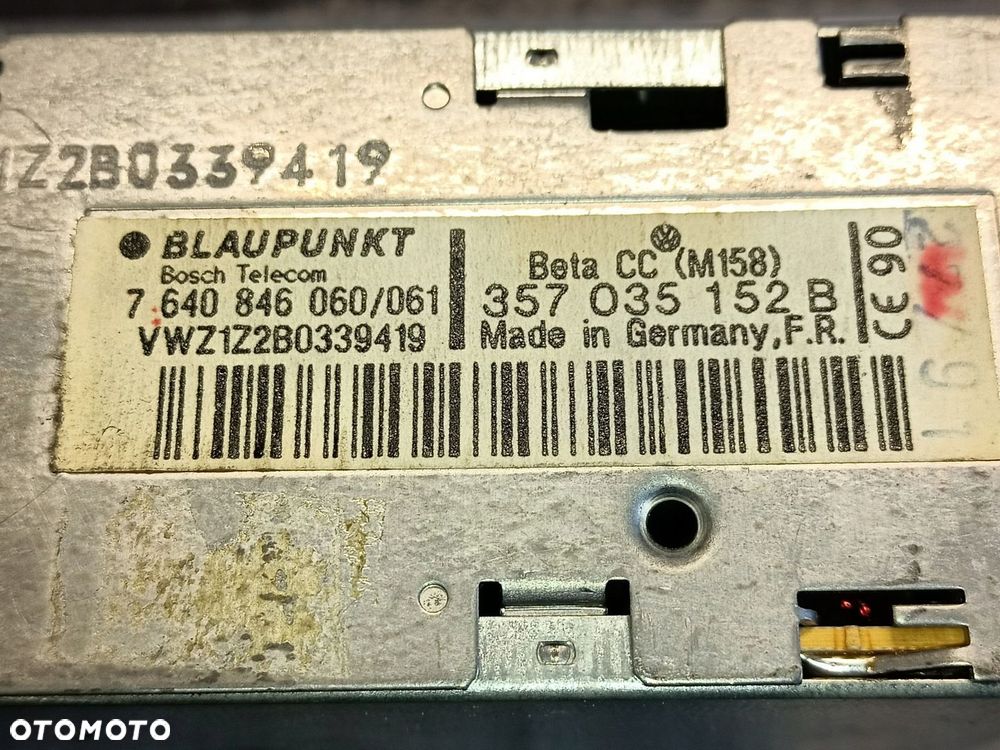 1Z2B0339419
BLAUPUNKT
Bosch Telecom
7 640 846 060/061
VWZ1Z2B0339419
Beta CC (M158)
357 035 152 B
Made in Germany, F.R.
CE 90
OTOMOTO